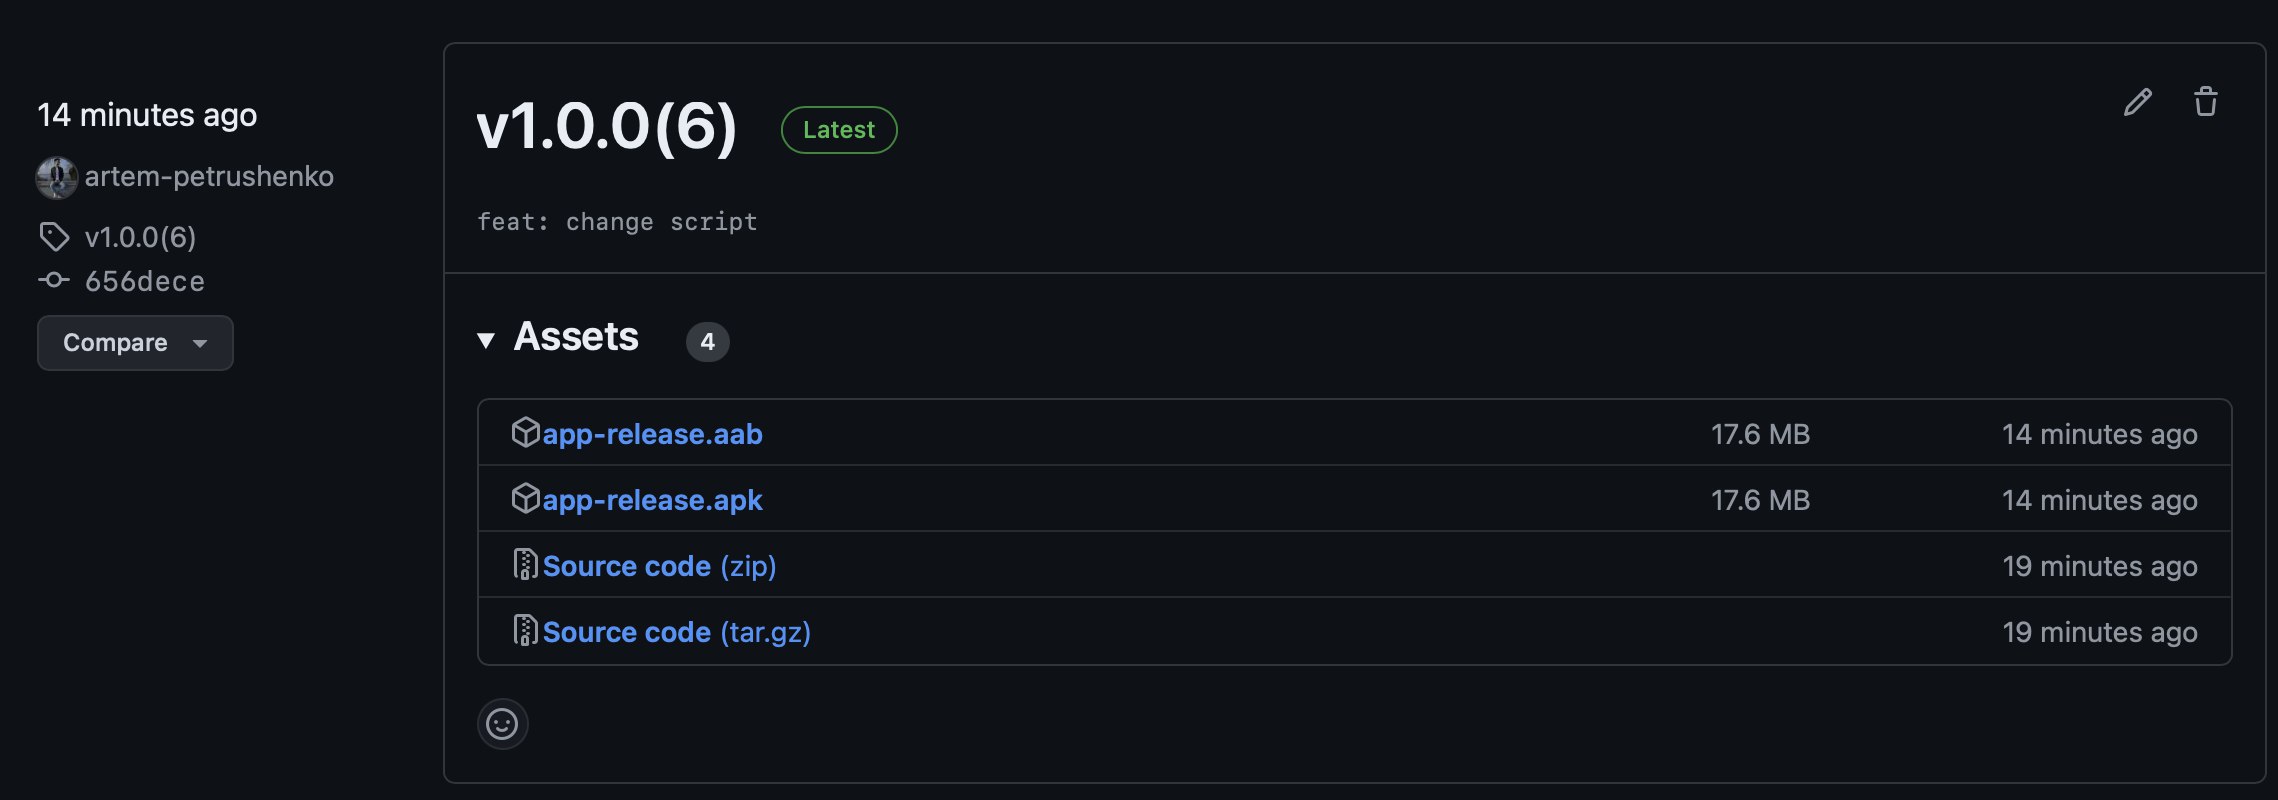 14 minutes ago
artem-petrushenko
v1.0.0(6)
656dece
Compare
v1.0.0(6) Latest
feat: change script
Assets 4
app-release.aab 17.6 MB 14 minutes ago
app-release.apk 17.6 MB 14 minutes ago
Source code (zip) 19 minutes ago
Source code (tar.gz) 19 minutes ago